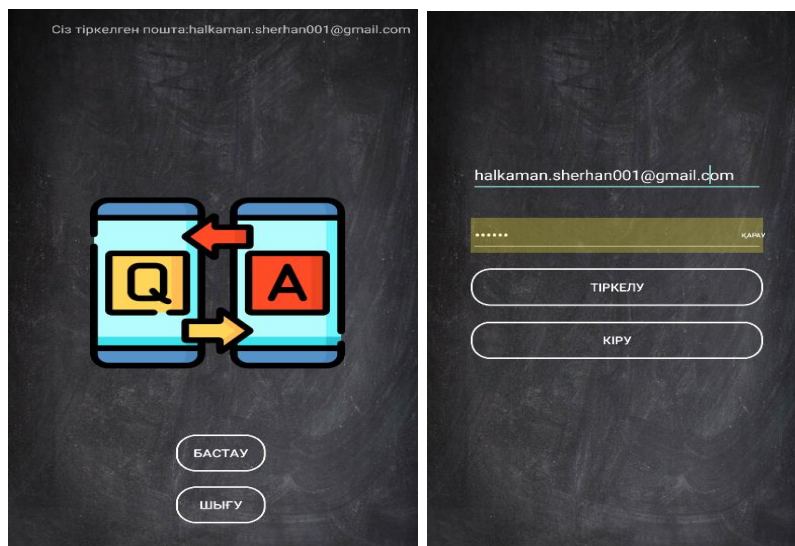 Сіз тіркелген пошта:halkaman.sherhan001@gmail.com
Q A
БАСТАУ
ШЫҒУ
halkaman.sherhan001@gmail.com
•••••• ҚАРАУ
ТІРКЕЛУ
КІРУ